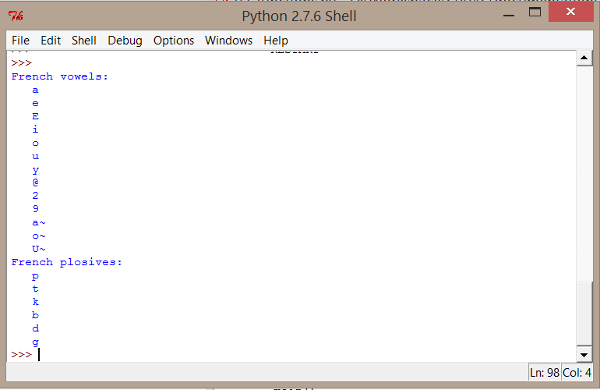 Python 2.7.6 Shell
File Edit Shell Debug Options Windows Help
>>>
French vowels:
a
e
E
i
o
u
y
@
2
9
a~
o~
U~
French plosives:
p
t
k
b
d
g
>>>
Ln: 98 Col: 4